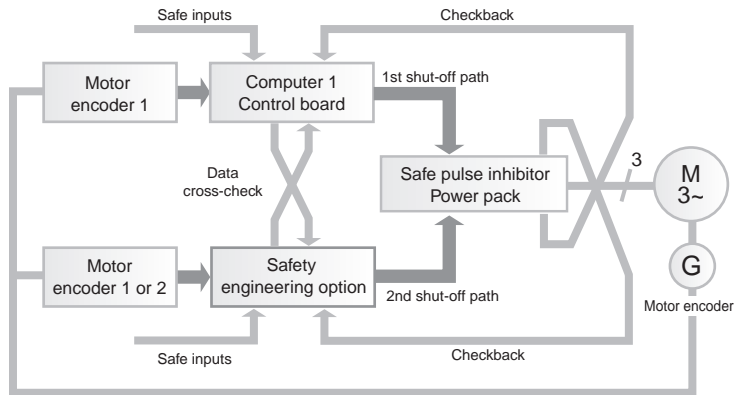 Safe inputs
Checkback
Motor
encoder 1
Computer 1
Control board
1st shut-off path
Data
cross-check
Safe pulse inhibitor
Power pack
3
M
3~
Motor
encoder 1 or 2
Safety
engineering option
2nd shut-off path
G
Motor encoder
Safe inputs
Checkback